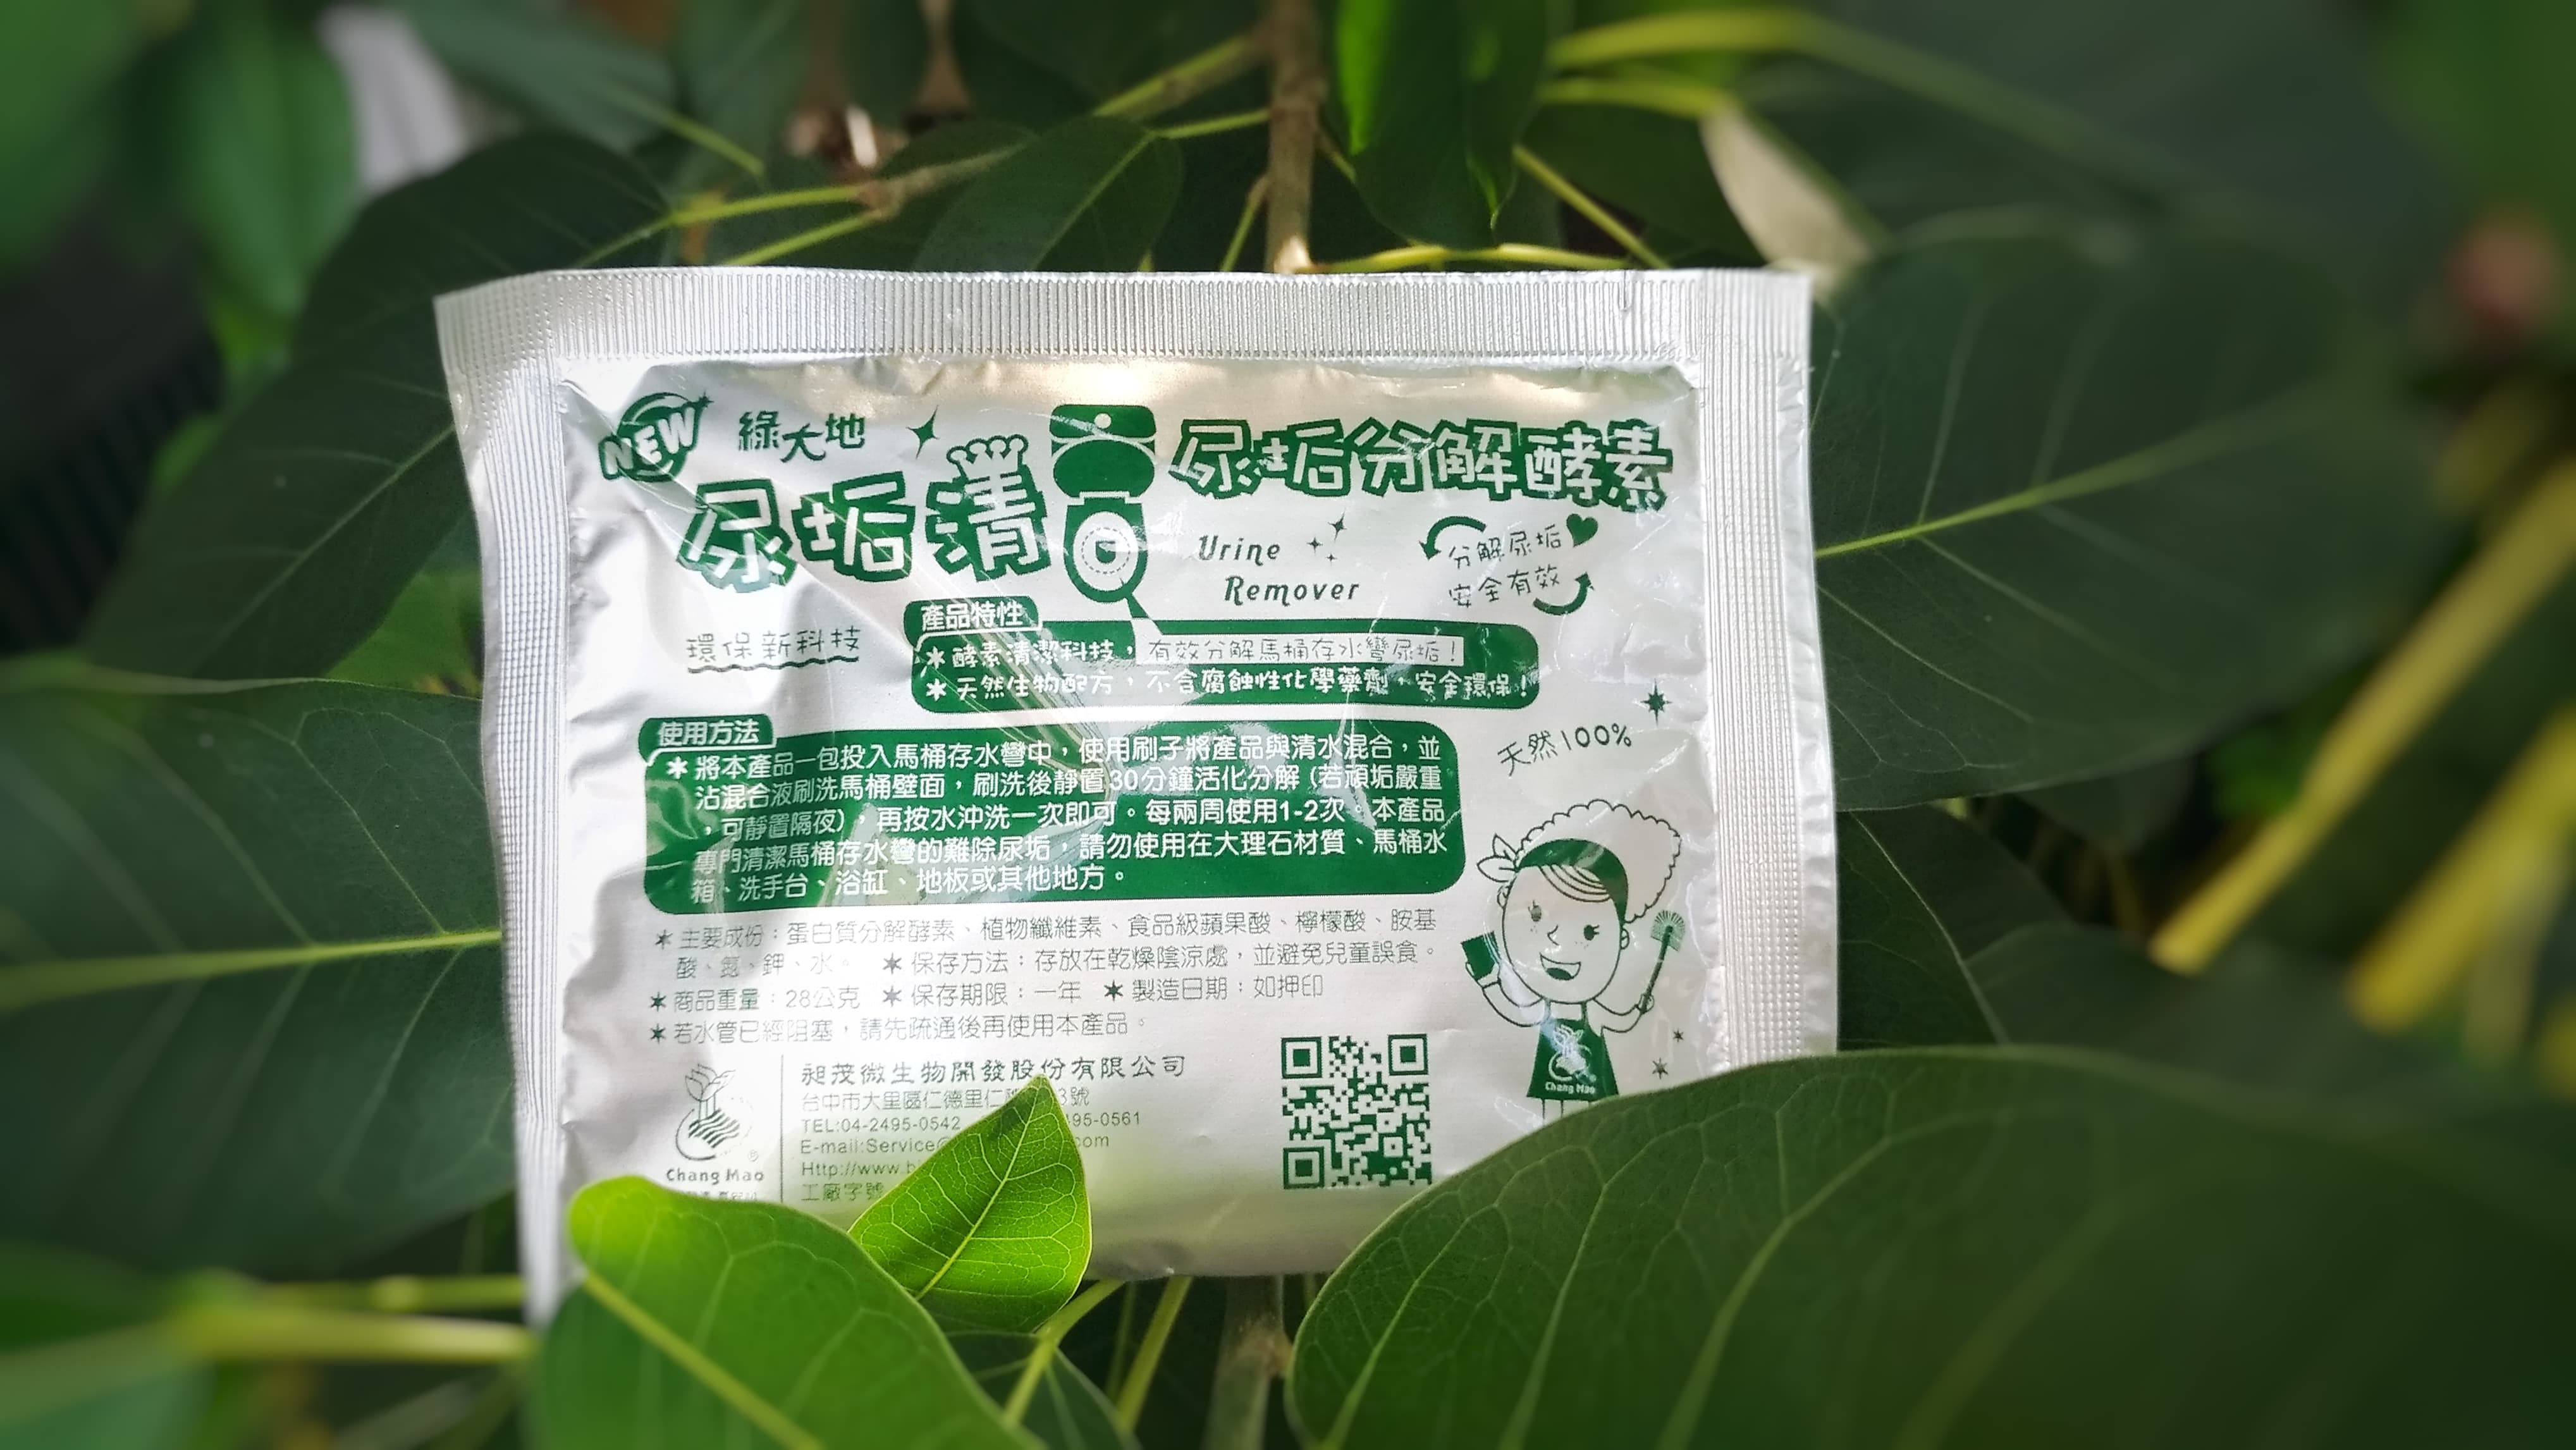 NEW
綠大地
尿垢清
尿垢分解酵素
Urine
Remover
分解尿垢
安全有效
環保新科技
產品特性
＊酵素清潔科技，有效分解馬桶存水彎尿垢！
＊天然生物配方，不含腐蝕性化學藥劑，安全環保！
天然100%
使用方法
＊將本產品一包投入馬桶存水彎中，使用刷子將產品與清水混合，並
沾混合液刷洗馬桶壁面，刷洗後靜置30分鐘活化分解（若頑垢嚴重
，可靜置隔夜），再按水沖洗一次即可。每兩周使用1-2次。本產品
專門清潔馬桶存水彎的難除尿垢，請勿使用在大理石材質、馬桶水
箱、洗手台、浴缸、地板或其他地方。
＊主要成份：蛋白質分解酵素、植物纖維素、食品級蘋果酸、檸檬酸、胺基
酸、氮、鉀、水。 ＊保存方法：存放在乾燥陰涼處，並避免兒童誤食。
＊商品重量：28公克 ＊保存期限：一年 ＊製造日期：如押印
＊若水管已經阻塞，請先疏通後再使用本產品。
昶茂微生物開發股份有限公司
台中市大里區仁德里仁 3號
TEL:04-2495-0542 95-0561
E-mail:Service@ com
Http://www.bi
工廠字號
Chang Mao
Chang Mao